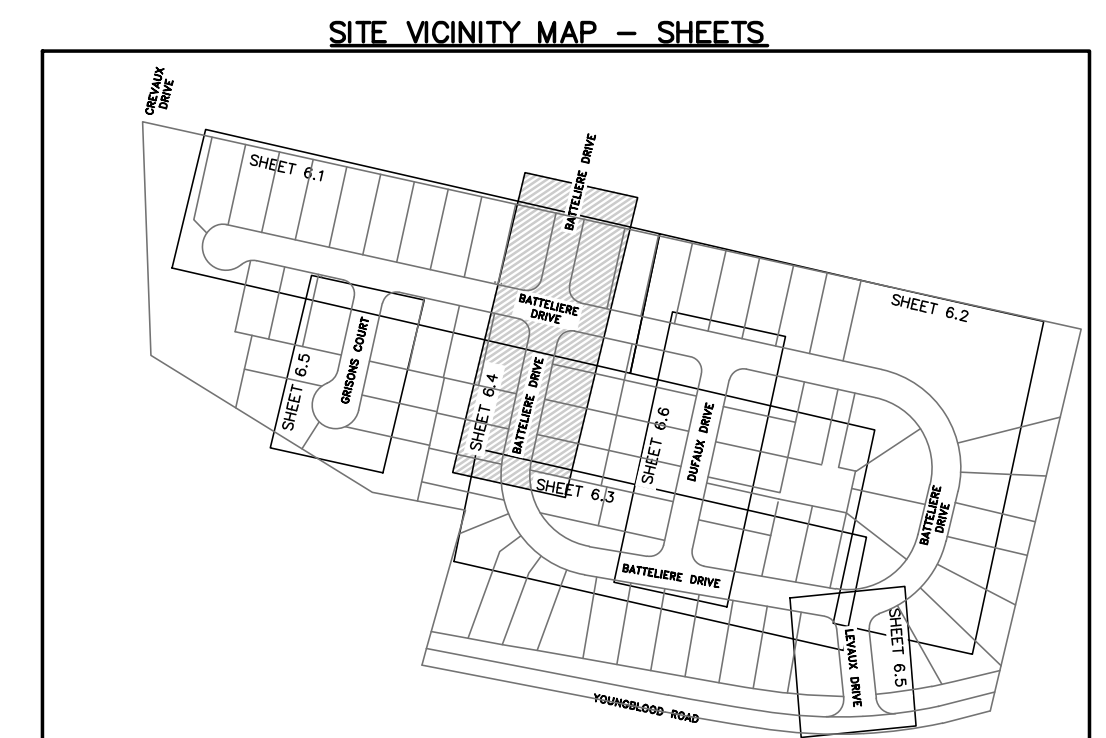 SITE VICINITY MAP - SHEETS
CREVAUX
DRIVE
BATTELIERE DRIVE
SHEET 6.1
SHEET 6.2
BATTELIERE
DRIVE
GRISONS COURT
SHEET 6.5
SHEET 6.4
BATTELIERE DRIVE
SHEET 6.6
DUFAUX DRIVE
SHEET 6.3
BATTELIERE
DRIVE
BATTELIERE DRIVE
LEVAUX DRIVE
SHEET 6.5
YOUNGBLOOD ROAD